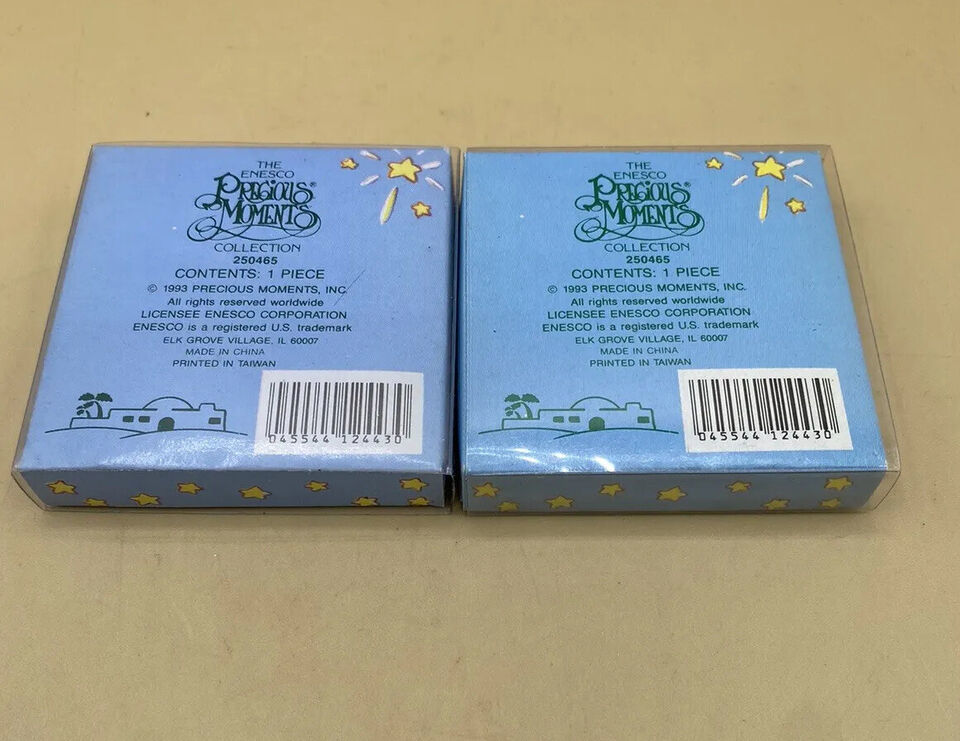 THE
ENESCO
PRECIOUS®
MOMENTS
COLLECTION
250465
CONTENTS: 1 PIECE
© 1993 PRECIOUS MOMENTS, INC.
All rights reserved worldwide
LICENSEE ENESCO CORPORATION
ENESCO is a registered U.S. trademark
ELK GROVE VILLAGE, IL 60007
MADE IN CHINA
PRINTED IN TAIWAN
045544 124430
THE
ENESCO
PRECIOUS®
MOMENTS
COLLECTION
250465
CONTENTS: 1 PIECE
© 1993 PRECIOUS MOMENTS, INC.
All rights reserved worldwide
LICENSEE ENESCO CORPORATION
ENESCO is a registered U.S. trademark
ELK GROVE VILLAGE, IL 60007
MADE IN CHINA
PRINTED IN TAIWAN
045544 124430